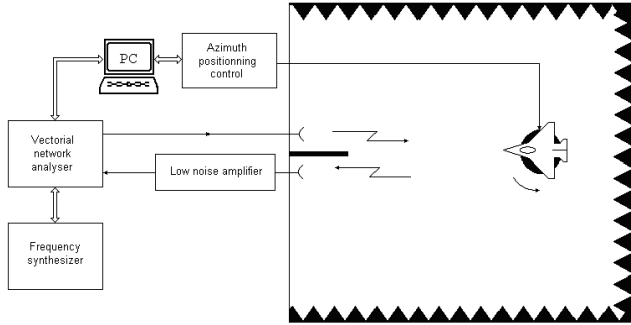 PC
Azimuth
positionning
control
Vectorial
network
analyser
Low noise amplifier
Frequency
synthesizer